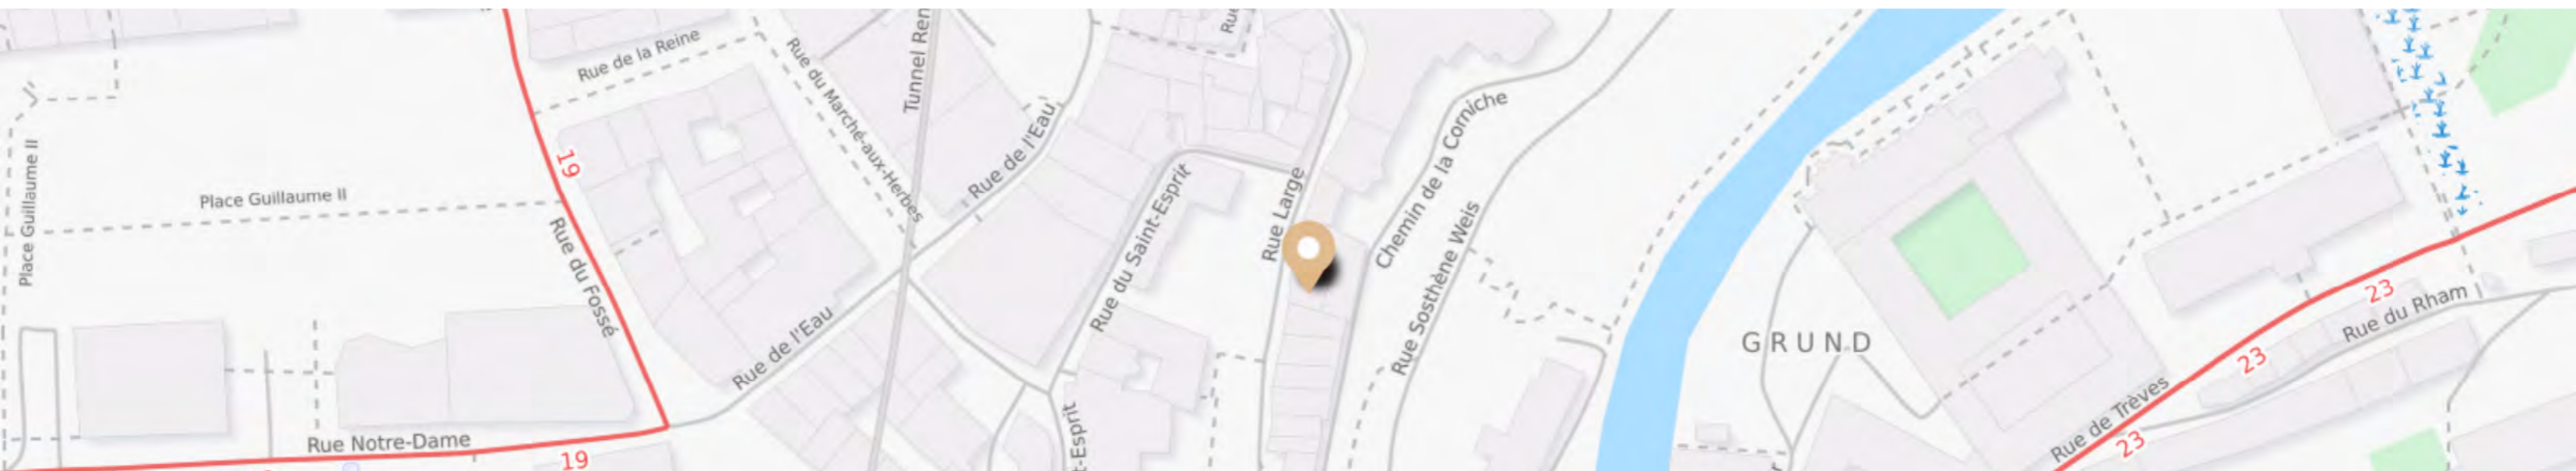 Rue de la Reine
Rue du Marché-aux-Herbes
Tunnel Ren
Rue
Rue de l'Eau
Chemin de la Corniche
19
Place Guillaume II
Place Guillaume II
Rue du Fossé
Rue du Saint-Esprit
Rue Large
Rue Sosthène Weis
GRUND
23
Rue du Rham
23
Rue de l'Eau
Rue de Trèves
23
Rue Notre-Dame
19
t-Esprit